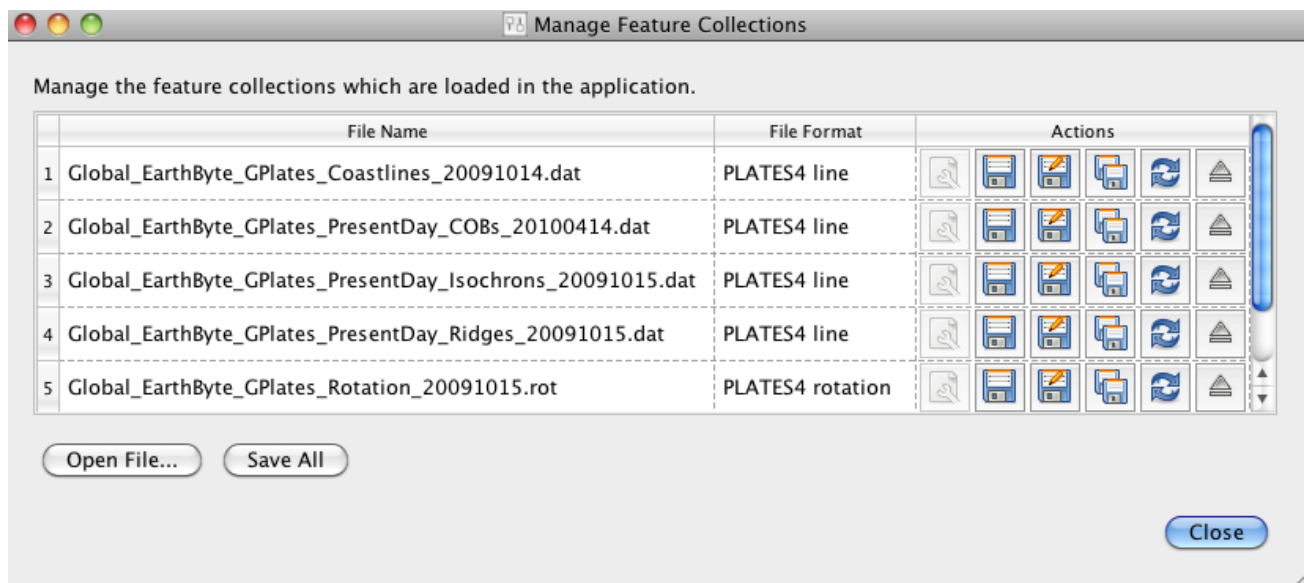 Manage Feature Collections
Manage the feature collections which are loaded in the application.
File Name File Format Actions
1 Global_EarthByte_GPlates_Coastlines_20091014.dat PLATES4 line
2 Global_EarthByte_GPlates_PresentDay_COBs_20100414.dat PLATES4 line
3 Global_EarthByte_GPlates_PresentDay_Isochrons_20091015.dat PLATES4 line
4 Global_EarthByte_GPlates_PresentDay_Ridges_20091015.dat PLATES4 line
5 Global_EarthByte_GPlates_Rotation_20091015.rot PLATES4 rotation
Open File... Save All
Close